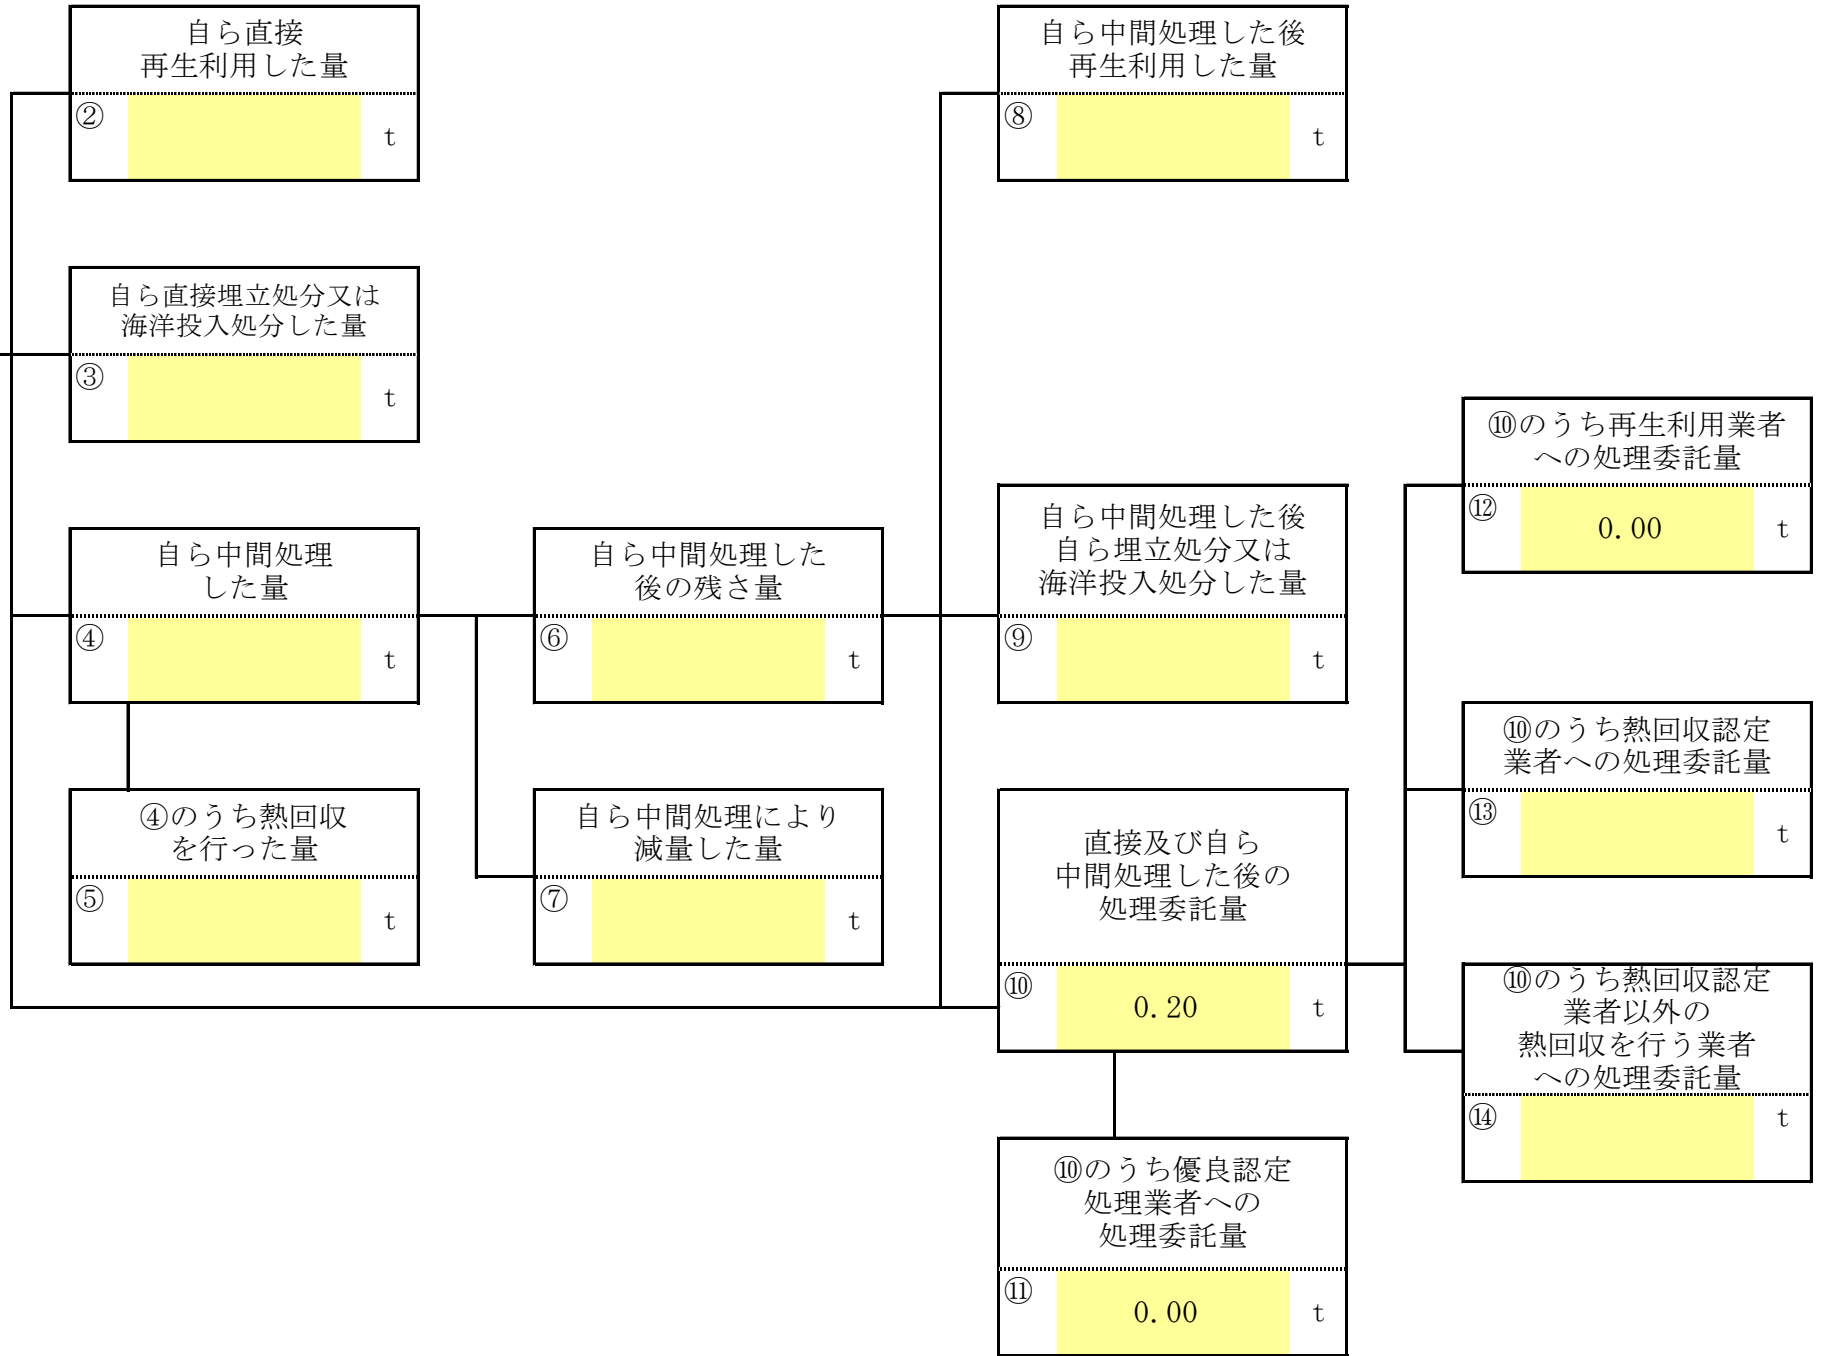 自ら直接
再生利用した量
②
t
自ら直接埋立処分又は
海洋投入処分した量
③
t
自ら中間処理
した量
④
t
④のうち熱回収
を行った量
⑤
t
自ら中間処理した
後の残さ量
⑥
t
自ら中間処理により
減量した量
⑦
t
自ら中間処理した後
再生利用した量
⑧
t
自ら中間処理した後
自ら埋立処分又は
海洋投入処分した量
⑨
t
直接及び自ら
中間処理した後の
処理委託量
⑩ 0.20 t
⑩のうち優良認定
処理業者への
処理委託量
⑪ 0.00 t
⑩のうち再生利用業者
への処理委託量
⑫ 0.00 t
⑩のうち熱回収認定
業者への処理委託量
⑬
t
⑩のうち熱回収認定
業者以外の
熱回収を行う業者
への処理委託量
⑭
t